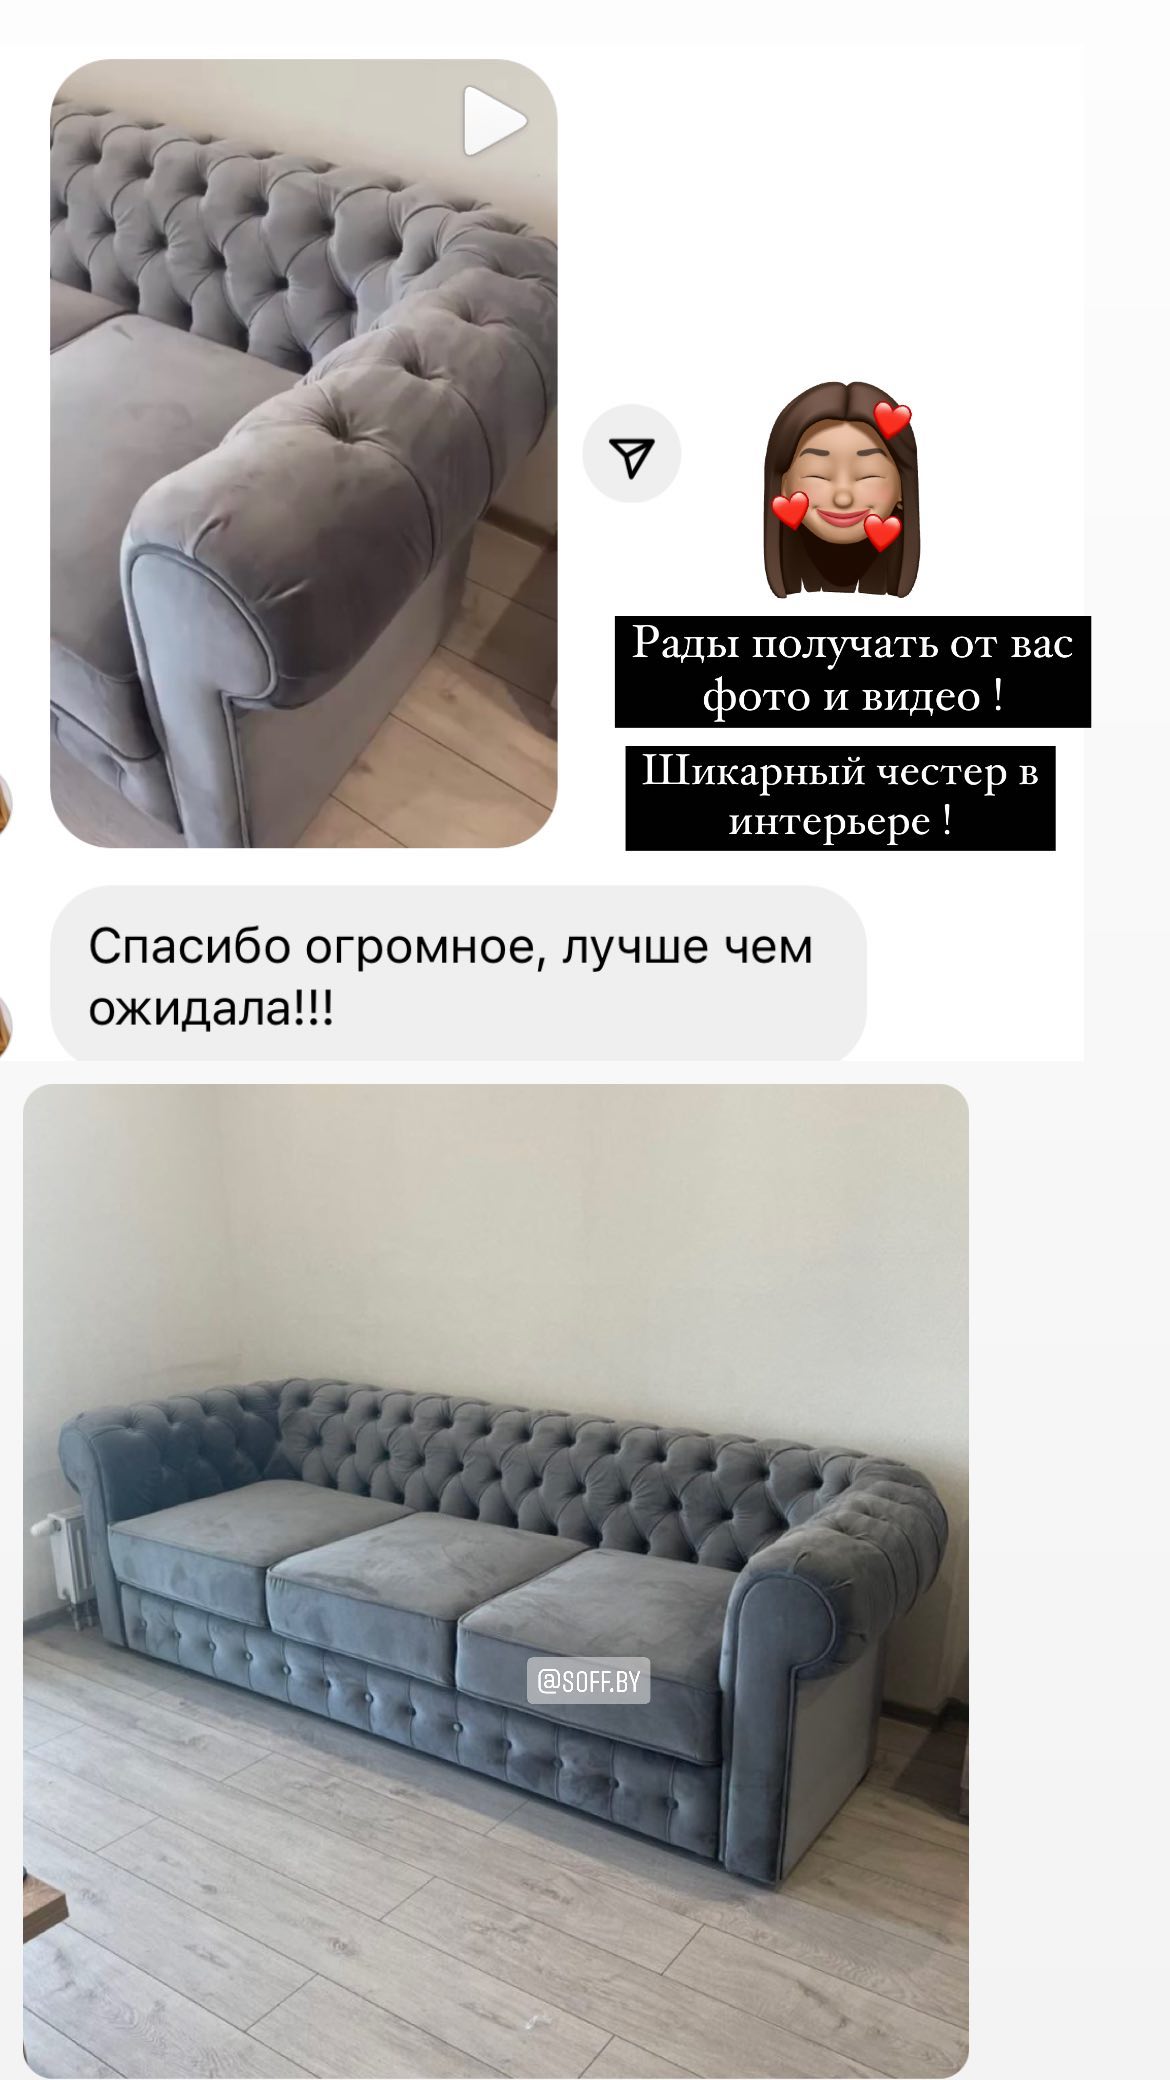 Рады получать от вас
фото и видео !
Шикарный честер в
интерьере !
Спасибо огромное, лучше чем
ожидала!!!
@SOFF.BY